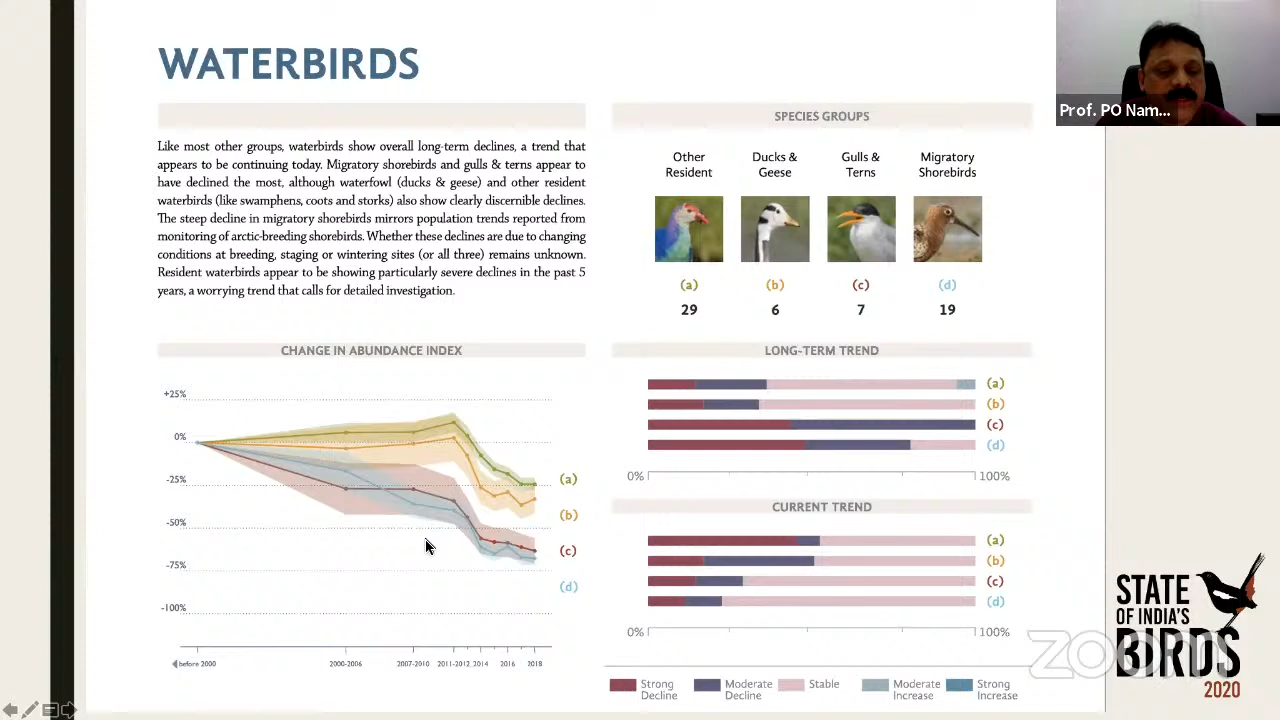 WATERBIRDS
Like most other groups, waterbirds show overall long-term declines, a trend that
appears to be continuing today. Migratory shorebirds and gulls & terns appear to
have declined the most, although waterfowl (ducks & geese) and other resident
waterbirds (like swamphens, coots and storks) also show clearly discernible declines.
The steep decline in migratory shorebirds mirrors population trends reported from
monitoring of arctic-breeding shorebirds. Whether these declines are due to changing
conditions at breeding, staging or wintering sites (or all three) remains unknown.
Resident waterbirds appear to be showing particularly severe declines in the past 5
years, a worrying trend that calls for detailed investigation.
SPECIES GROUPS
Other Resident
Ducks & Geese
Gulls & Terns
Migratory Shorebirds
(a) (b) (c) (d)
29 6 7 19
CHANGE IN ABUNDANCE INDEX
+25%
0%
-25%
-50%
-75%
-100%
(a)
(b)
(c)
(d)
before 2000 2000-2006 2007-2010 2011-2012 2014 2016 2018
LONG-TERM TREND
(a)
(b)
(c)
(d)
0% 100%
CURRENT TREND
(a)
(b)
(c)
(d)
0% 100%
Strong Decline
Moderate Decline
Stable
Moderate Increase
Strong Increase
Prof. PO Nam...
STATE
OF INDIA'S
BIRDS
2020
zoom